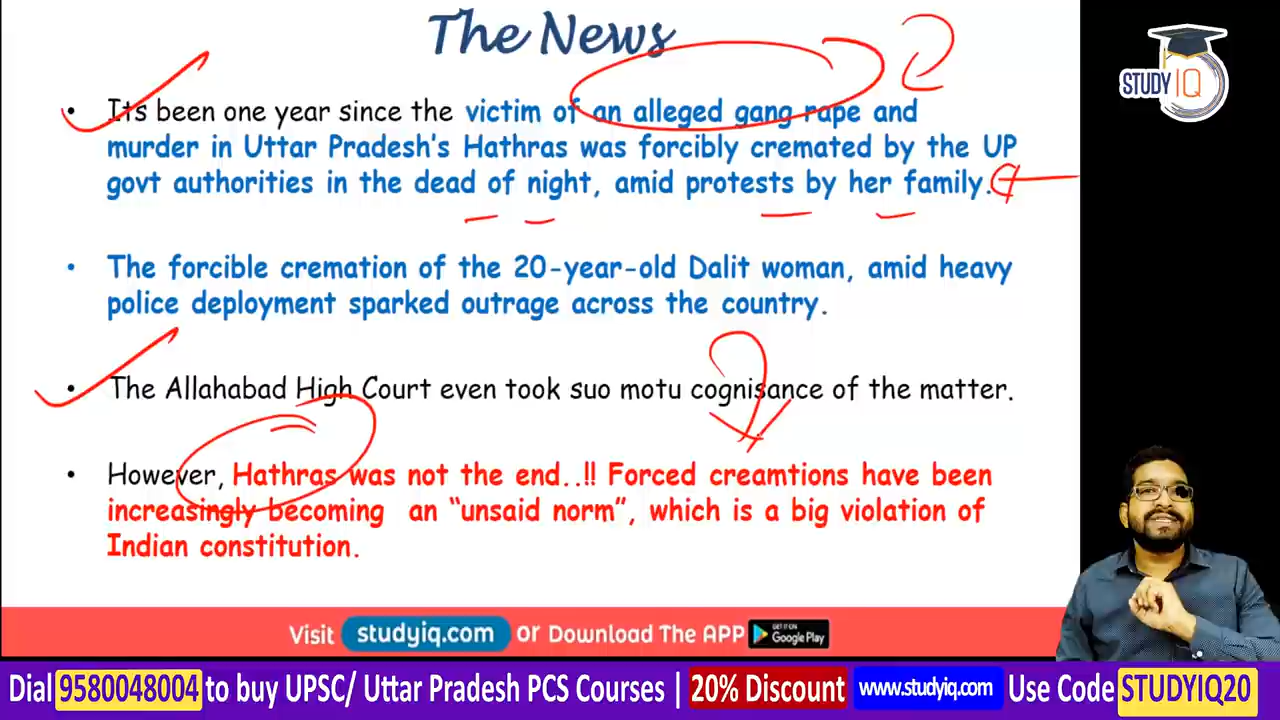 The News
STUDY IQ
• Its been one year since the victim of an alleged gang rape and
murder in Uttar Pradesh's Hathras was forcibly cremated by the UP
govt authorities in the dead of night, amid protests by her family.
• The forcible cremation of the 20-year-old Dalit woman, amid heavy
police deployment sparked outrage across the country.
• The Allahabad High Court even took suo motu cognisance of the matter.
• However, Hathras was not the end..!! Forced creamtions have been
increasingly becoming an “unsaid norm”, which is a big violation of
Indian constitution.
Visit studyiq.com or Download The APP GET IT ON Google Play
Dial 9580048004 to buy UPSC/ Uttar Pradesh PCS Courses | 20% Discount www.studyiq.com Use Code STUDYIQ20